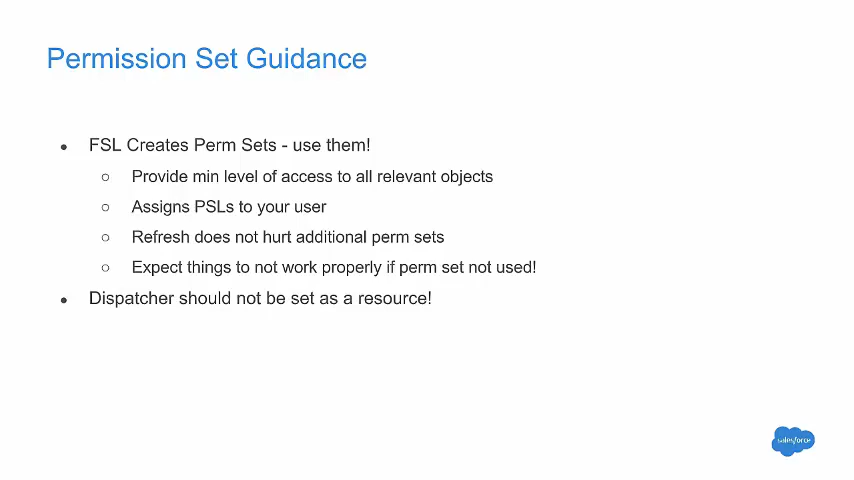 Permission Set Guidance
● FSL Creates Perm Sets - use them!
○ Provide min level of access to all relevant objects
○ Assigns PSLs to your user
○ Refresh does not hurt additional perm sets
○ Expect things to not work properly if perm set not used!
● Dispatcher should not be set as a resource!
salesforce